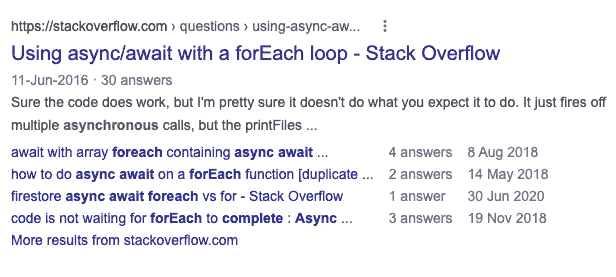 https://stackoverflow.com › questions › using-async-aw...
Using async/await with a forEach loop - Stack Overflow
11-Jun-2016 · 30 answers
Sure the code does work, but I'm pretty sure it doesn't do what you expect it to do. It just fires off
multiple asynchronous calls, but the printFiles ...
await with array foreach containing async await ... 4 answers 8 Aug 2018
how to do async await on a forEach function [duplicate ... 2 answers 14 May 2018
firestore async await foreach vs for - Stack Overflow 1 answer 30 Jun 2020
code is not waiting for forEach to complete : Async ... 3 answers 19 Nov 2018
More results from stackoverflow.com